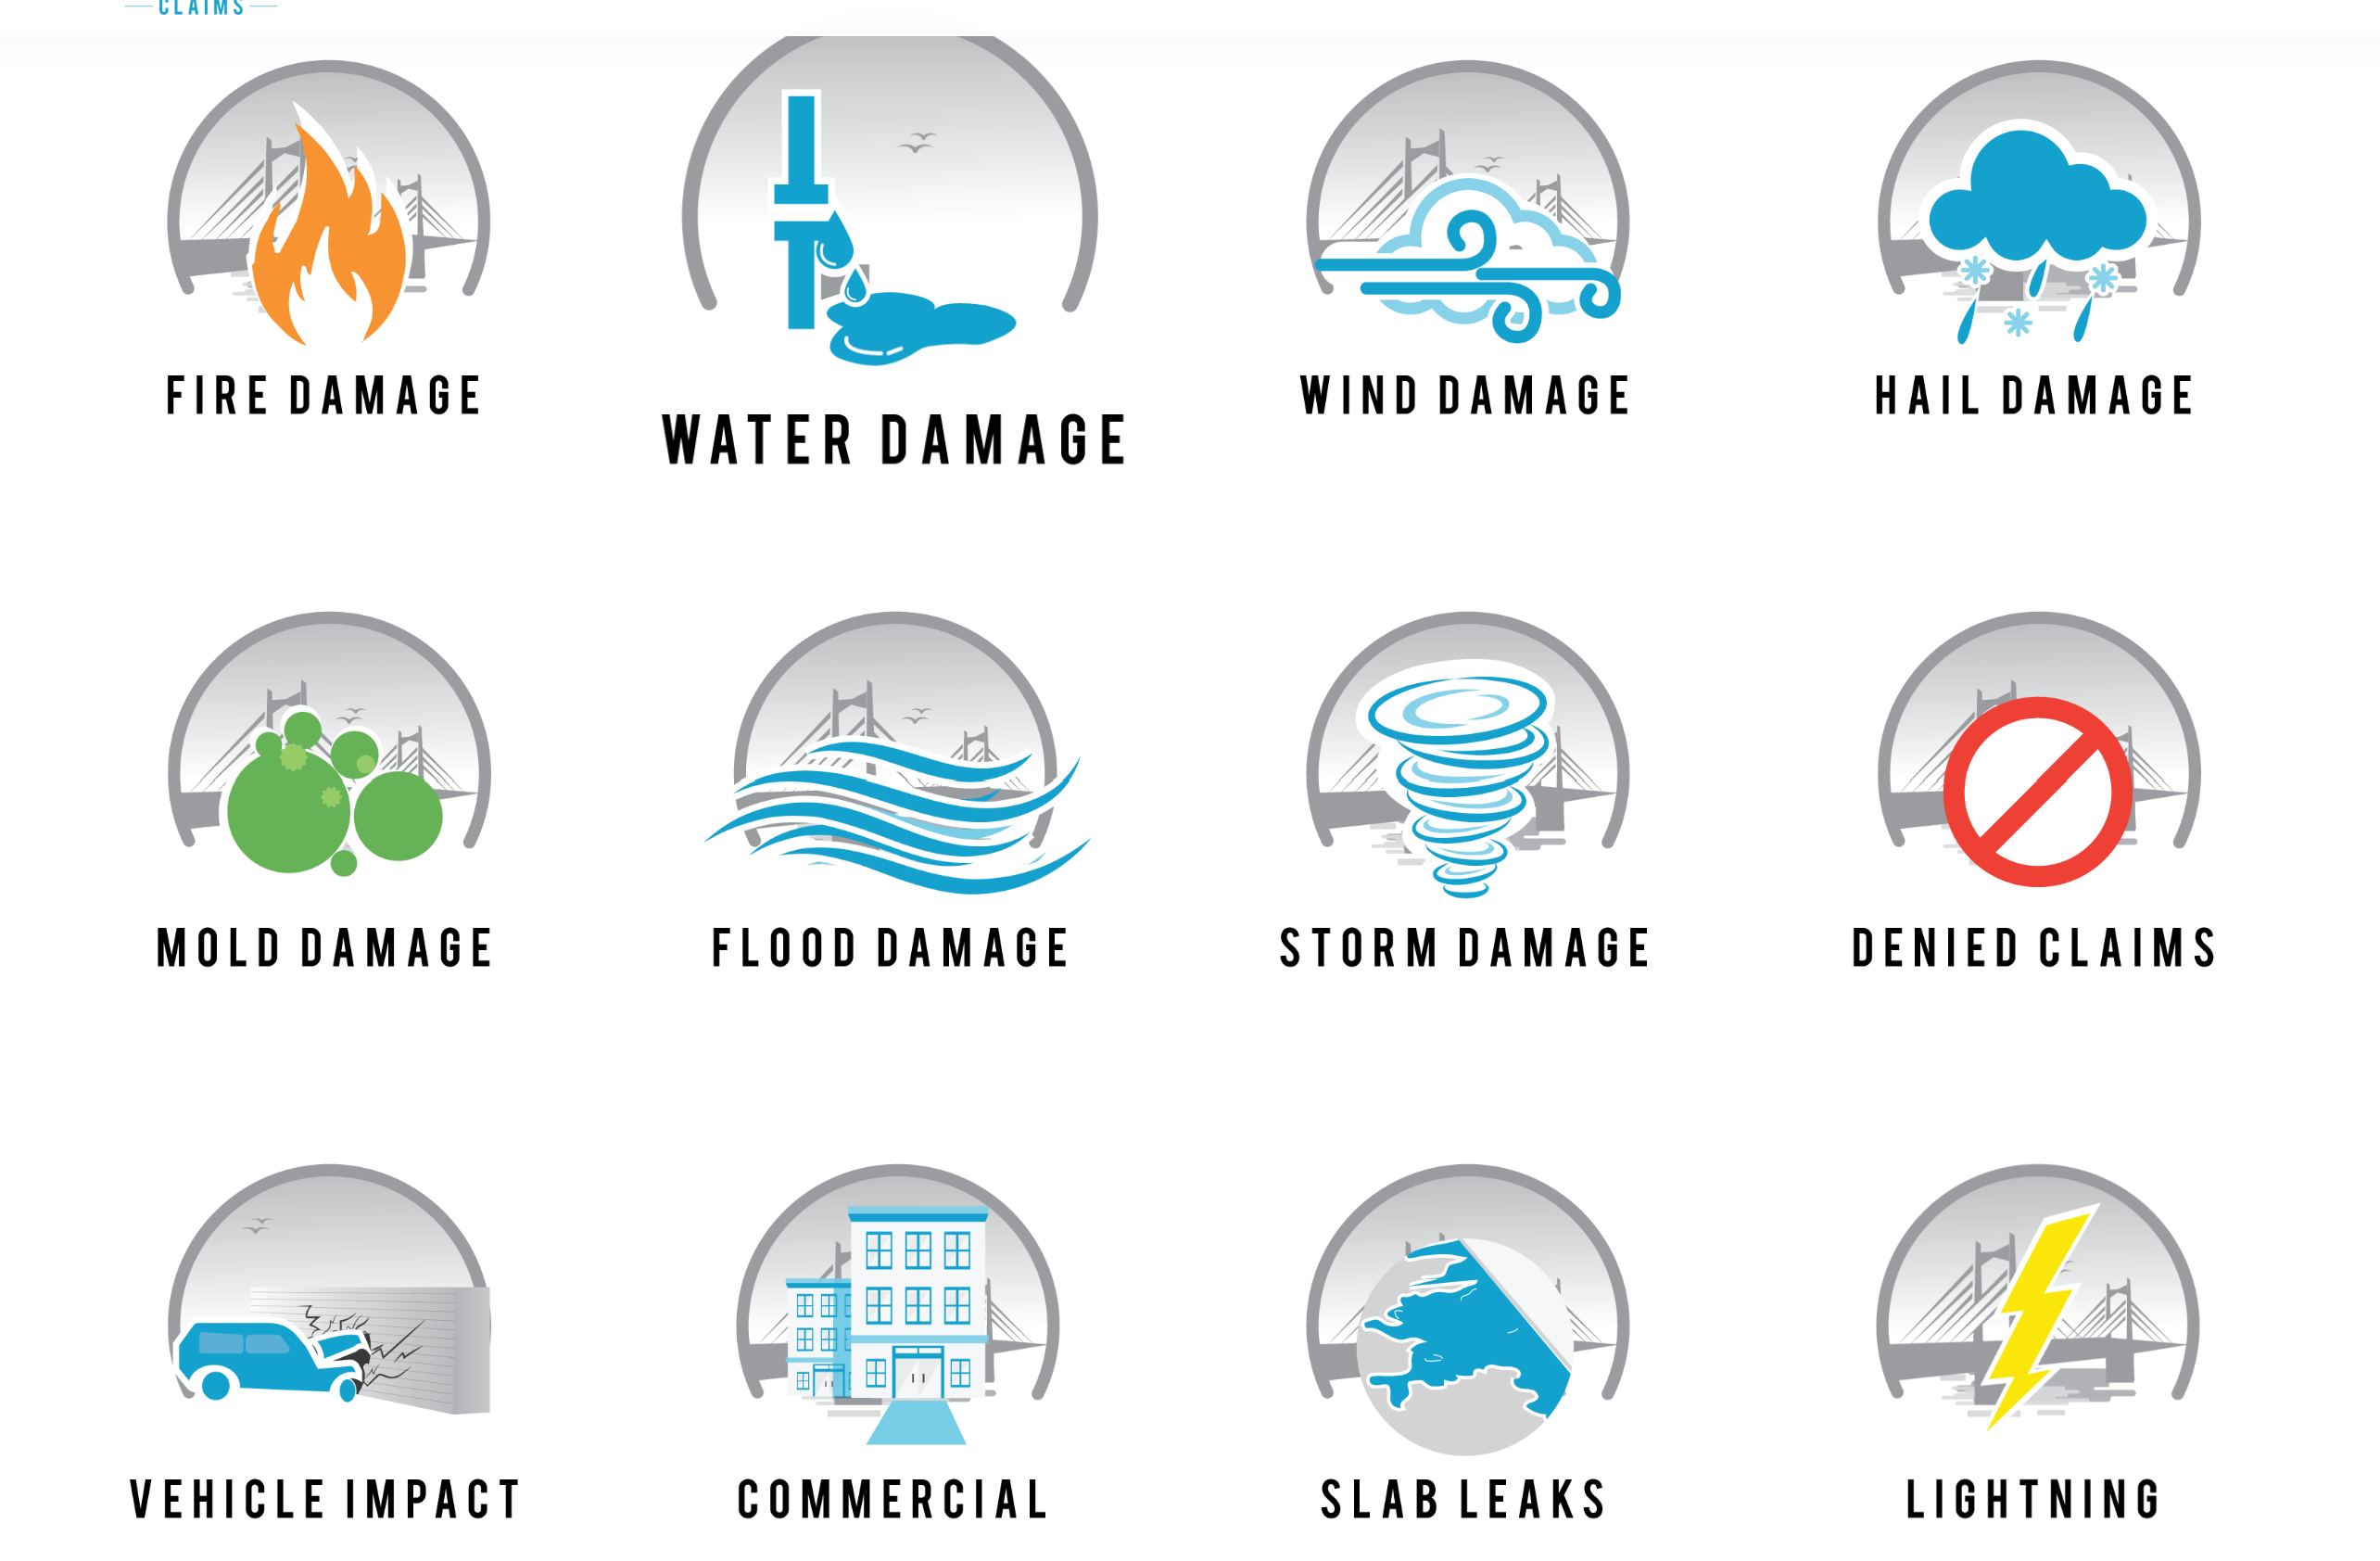 CLAIMS
FIRE DAMAGE
WATER DAMAGE
WIND DAMAGE
HAIL DAMAGE
MOLD DAMAGE
FLOOD DAMAGE
STORM DAMAGE
DENIED CLAIMS
VEHICLE IMPACT
COMMERCIAL
SLAB LEAKS
LIGHTNING